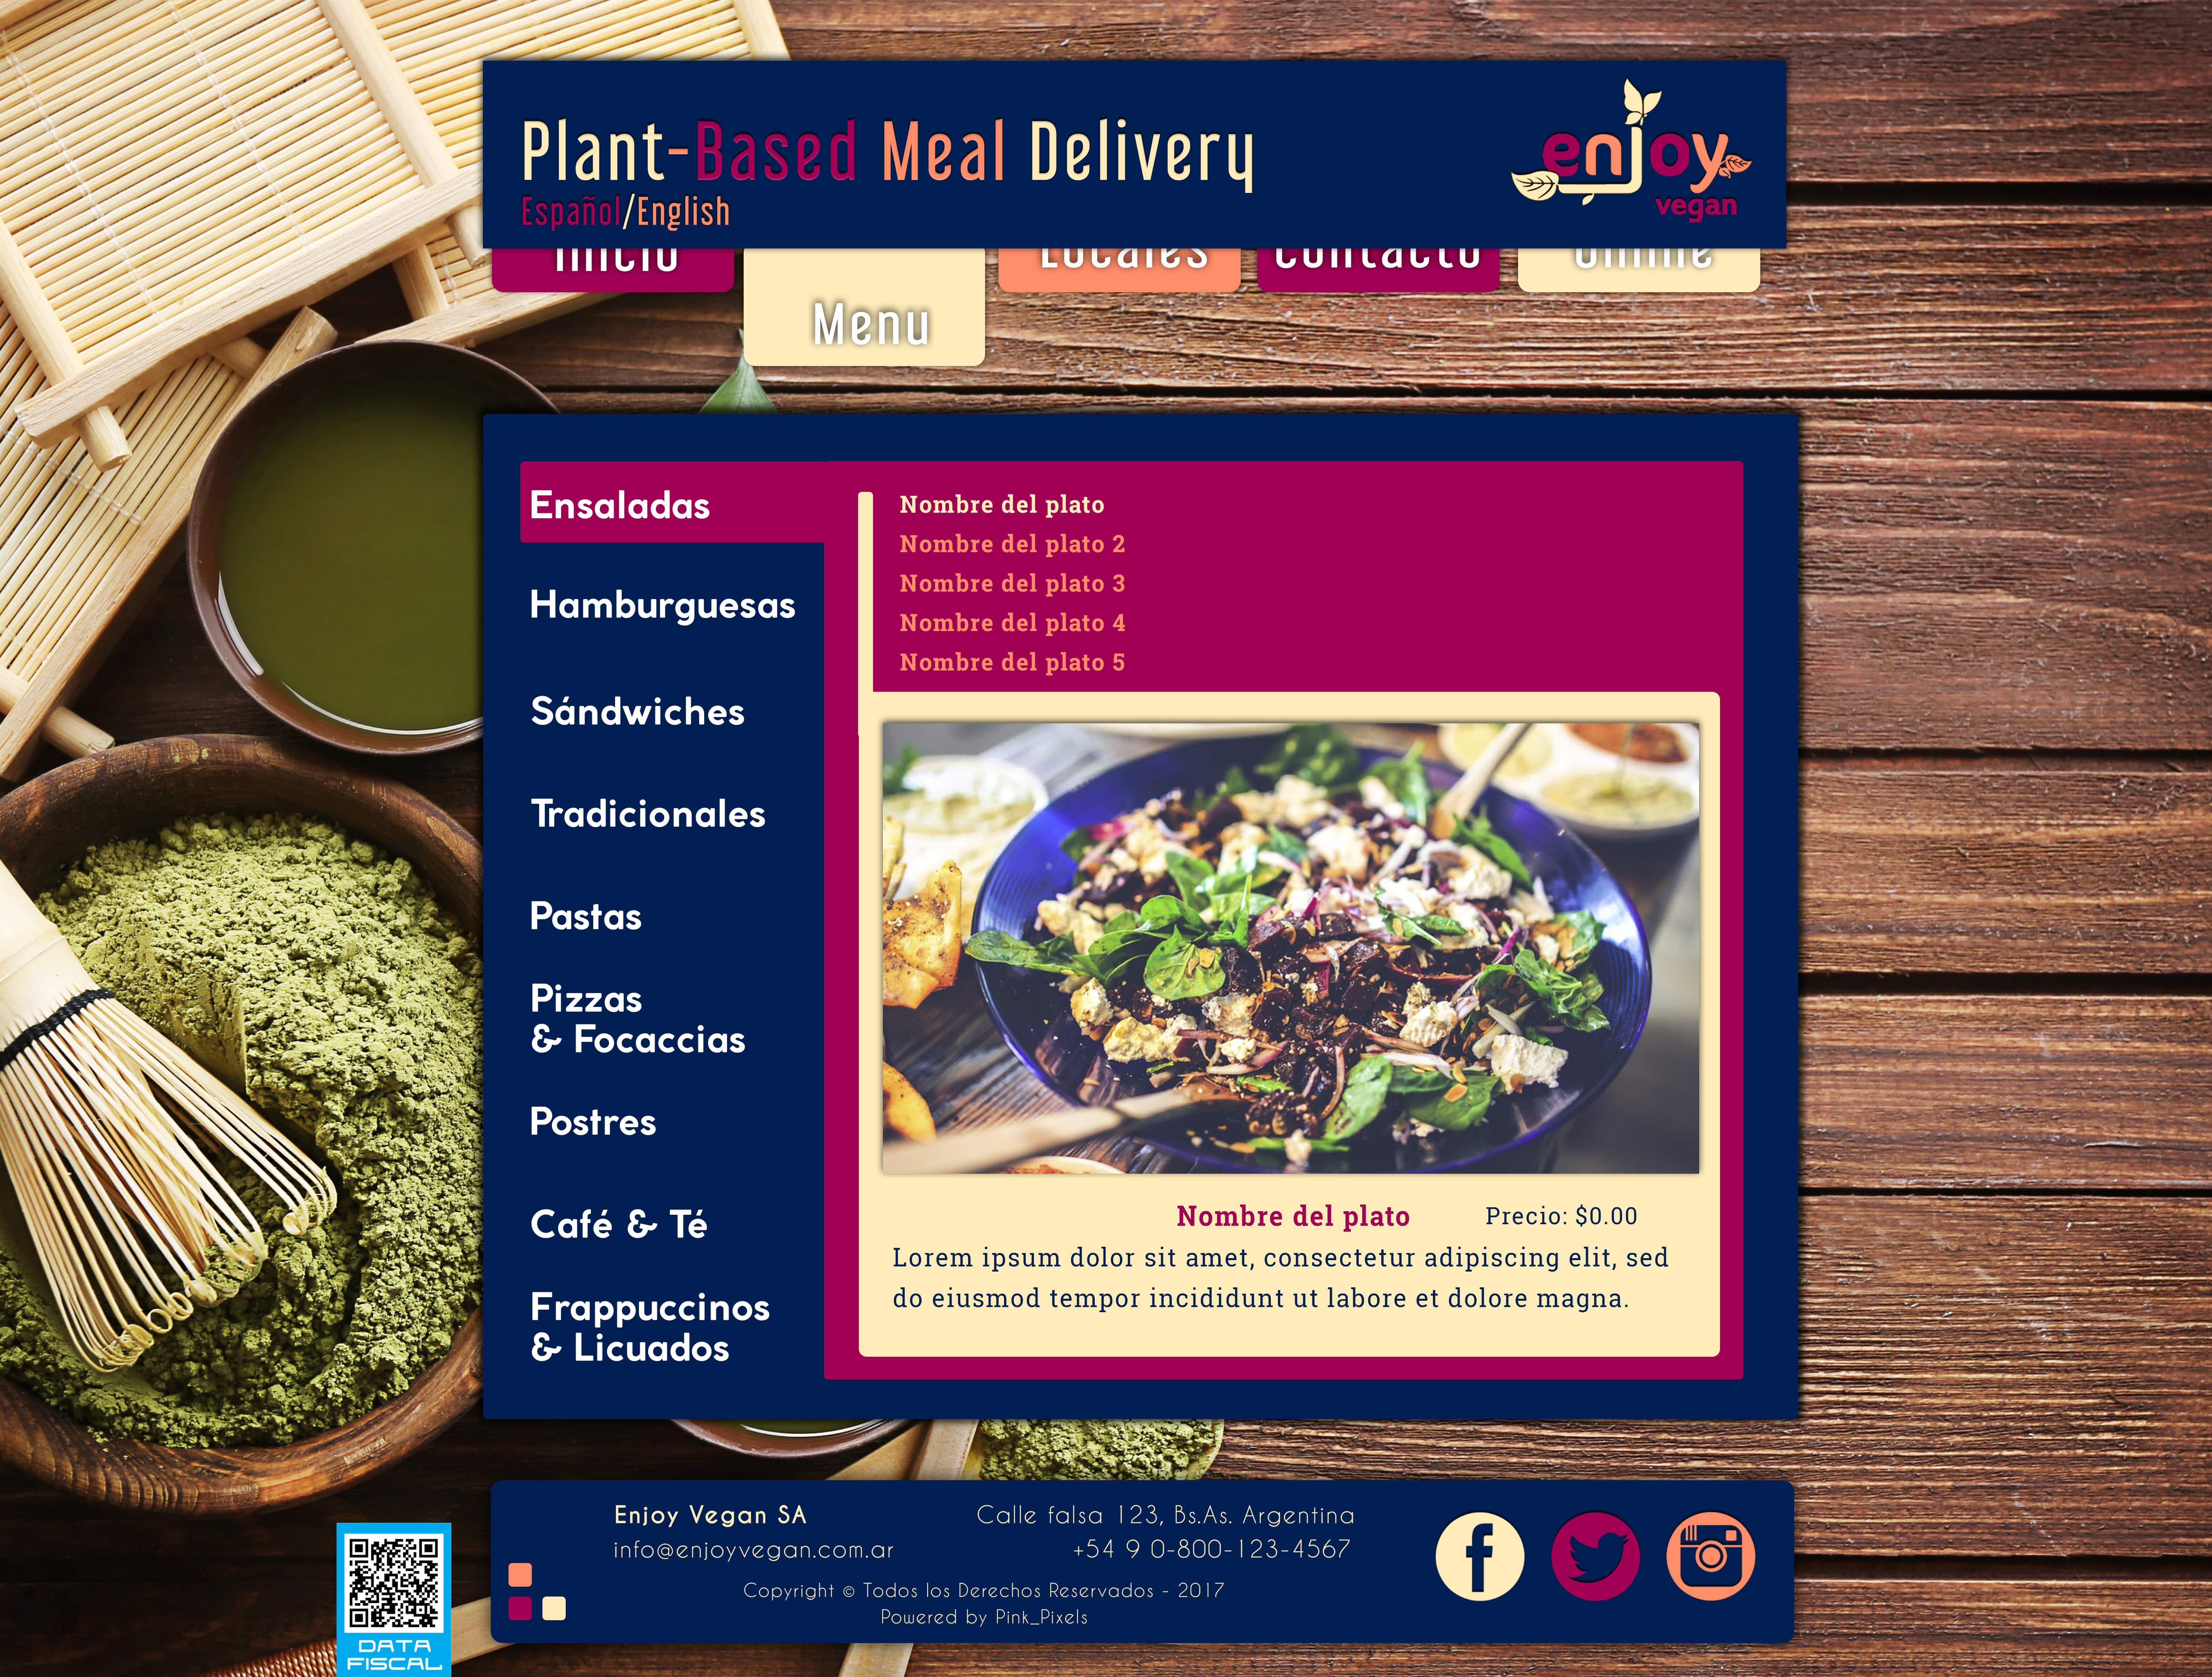 Plant-Based Meal Delivery
Español/English
enjoy
vegan
Inicio
Menu
Locales
Contacto
Online
Ensaladas
Hamburguesas
Sándwiches
Tradicionales
Pastas
Pizzas
& Focaccias
Postres
Café & Té
Frappuccinos
& Licuados
Nombre del plato
Nombre del plato 2
Nombre del plato 3
Nombre del plato 4
Nombre del plato 5
Nombre del plato Precio: $0.00
Lorem ipsum dolor sit amet, consectetur adipiscing elit, sed
do eiusmod tempor incididunt ut labore et dolore magna.
Enjoy Vegan SA
info@enjoyvegan.com.ar
Calle falsa 123, Bs.As. Argentina
+54 9 0-800-123-4567
Copyright © Todos los Derechos Reservados - 2017
Powered by Pink_Pixels
DATA
FISCAL